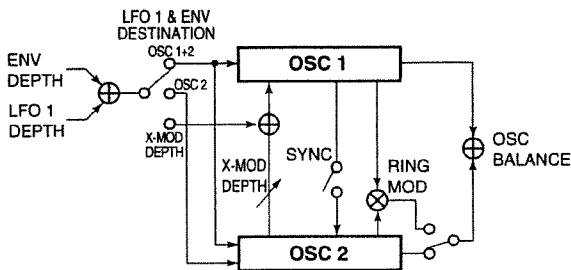 LFO 1 & ENV
DESTINATION
OSC 1+2
ENV
DEPTH
OSC 2
LFO 1
DEPTH
X-MOD
DEPTH
OSC 1
X-MOD
DEPTH
SYNC
RING
MOD
OSC
BALANCE
OSC 2